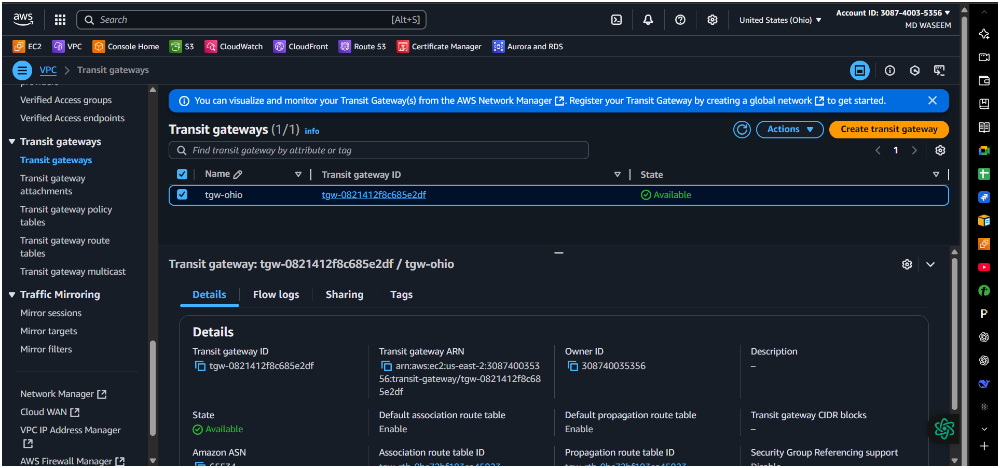 aws
Search
[Alt+S]
United States (Ohio)
Account ID: 3087-4003-5356
MD WASEEM
EC2
VPC
Console Home
S3
CloudWatch
CloudFront
Route 53
Certificate Manager
Aurora and RDS
VPC
Transit gateways
Verified Access groups
Verified Access endpoints
Transit gateways
Transit gateways
Transit gateway
attachments
Transit gateway policy
tables
Transit gateway route
tables
Transit gateway multicast
Traffic Mirroring
Mirror sessions
Mirror targets
Mirror filters
Network Manager
Cloud WAN
VPC IP Address Manager
AWS Firewall Manager
You can visualize and monitor your Transit Gateway(s) from the AWS Network Manager. Register your Transit Gateway by creating a global network to get started.
Transit gateways (1/1) info
Actions
Create transit gateway
Find transit gateway by attribute or tag
1
Name
Transit gateway ID
State
tgw-ohio
tgw-0821412f8c685e2df
Available
Transit gateway: tgw-0821412f8c685e2df / tgw-ohio
Details
Flow logs
Sharing
Tags
Details
Transit gateway ID
tgw-0821412f8c685e2df
Transit gateway ARN
arn:aws:ec2:us-east-2:3087400353
56:transit-gateway/tgw-0821412f8c68
5e2df
Owner ID
308740035356
Description
–
State
Available
Default association route table
Enable
Default propagation route table
Enable
Transit gateway CIDR blocks
–
Amazon ASN
Association route table ID
Propagation route table ID
Security Group Referencing support